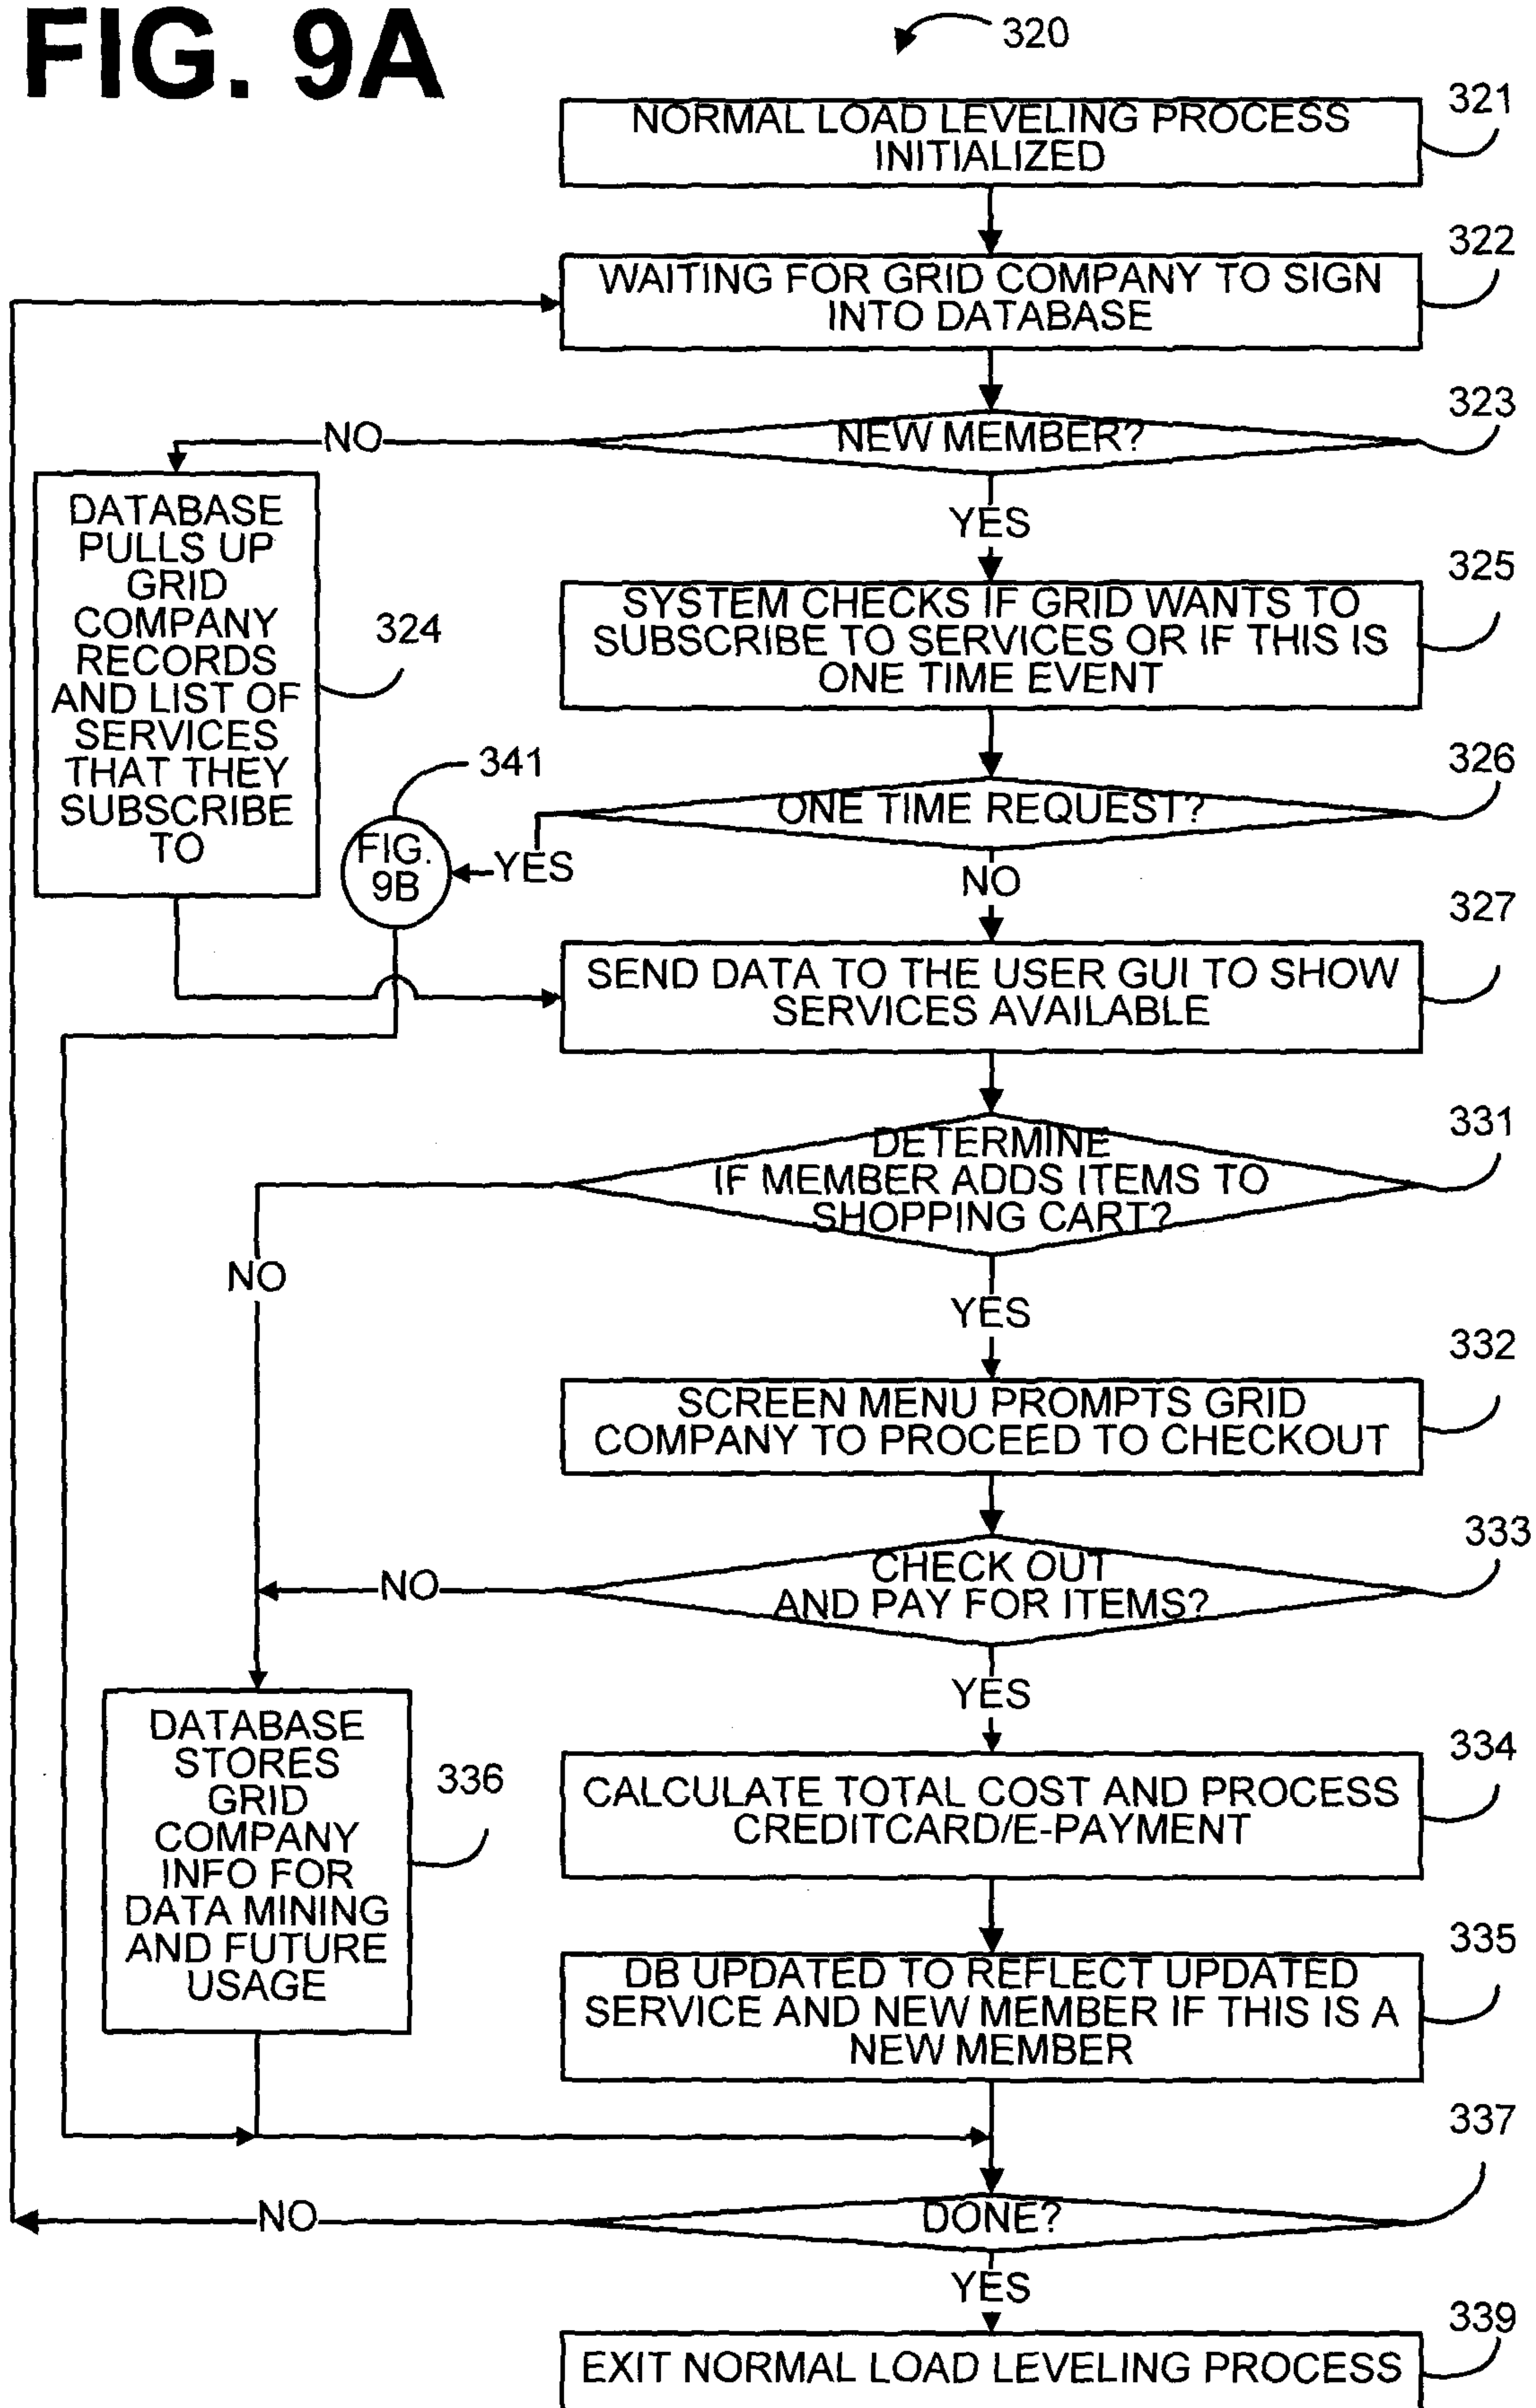 FIG. 9A
320
NORMAL LOAD LEVELING PROCESS
INITIALIZED
321
WAITING FOR GRID COMPANY TO SIGN
INTO DATABASE
322
NEW MEMBER?
323
NO
YES
DATABASE
PULLS UP
GRID
COMPANY
RECORDS
AND LIST OF
SERVICES
THAT THEY
SUBSCRIBE
TO
324
SYSTEM CHECKS IF GRID WANTS TO
SUBSCRIBE TO SERVICES OR IF THIS IS
ONE TIME EVENT
325
ONE TIME REQUEST?
326
341
FIG.
9B
YES
NO
SEND DATA TO THE USER GUI TO SHOW
SERVICES AVAILABLE
327
DETERMINE
IF MEMBER ADDS ITEMS TO
SHOPPING CART?
331
NO
YES
SCREEN MENU PROMPTS GRID
COMPANY TO PROCEED TO CHECKOUT
332
CHECK OUT
AND PAY FOR ITEMS?
333
NO
YES
DATABASE
STORES
GRID
COMPANY
INFO FOR
DATA MINING
AND FUTURE
USAGE
336
CALCULATE TOTAL COST AND PROCESS
CREDITCARD/E-PAYMENT
334
DB UPDATED TO REFLECT UPDATED
SERVICE AND NEW MEMBER IF THIS IS A
NEW MEMBER
335
DONE?
337
NO
YES
EXIT NORMAL LOAD LEVELING PROCESS
339